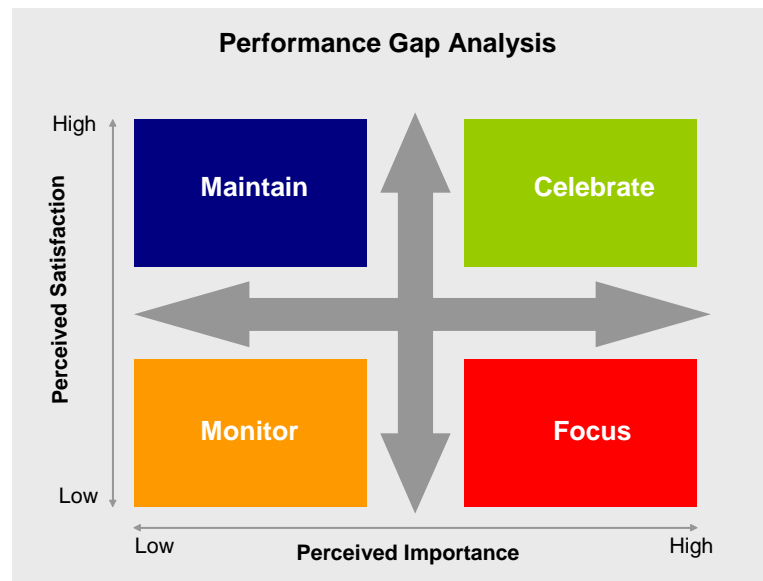 Performance Gap Analysis
High
Maintain
Celebrate
Perceived Satisfaction
Monitor
Focus
Low
Low
Perceived Importance
High